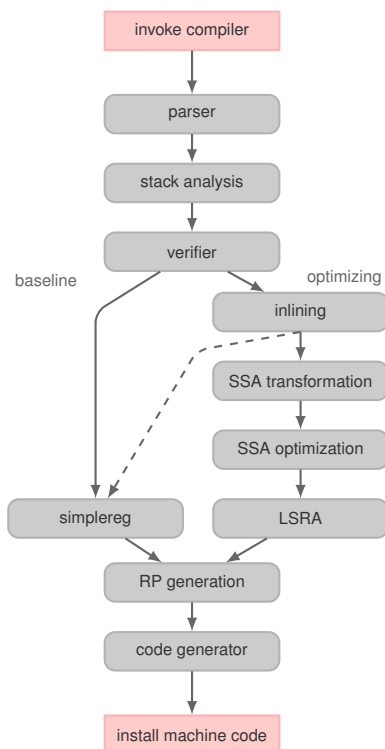 invoke compiler
parser
stack analysis
verifier
baseline
optimizing
inlining
SSA transformation
SSA optimization
simplereg
LSRA
RP generation
code generator
install machine code